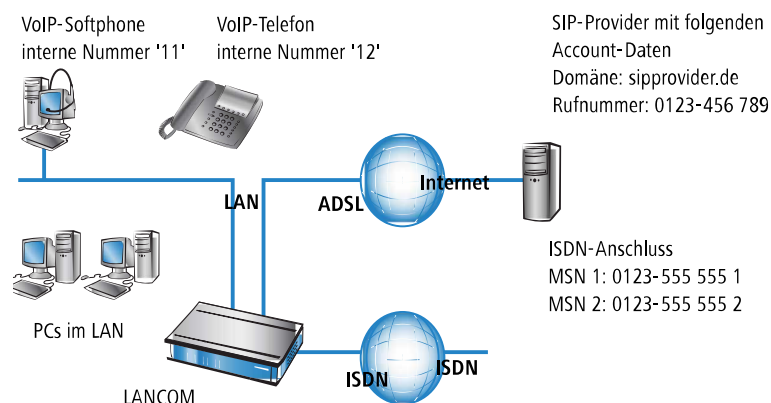 VoIP-Softphone
interne Nummer '11'
VoIP-Telefon
interne Nummer '12'
SIP-Provider mit folgenden
Account-Daten
Domäne: sipprovider.de
Rufnummer: 0123-456 789
LAN
ADSL
Internet
ISDN-Anschluss
MSN 1: 0123-555 555 1
MSN 2: 0123-555 555 2
PCs im LAN
ISDN
ISDN
LANCOM